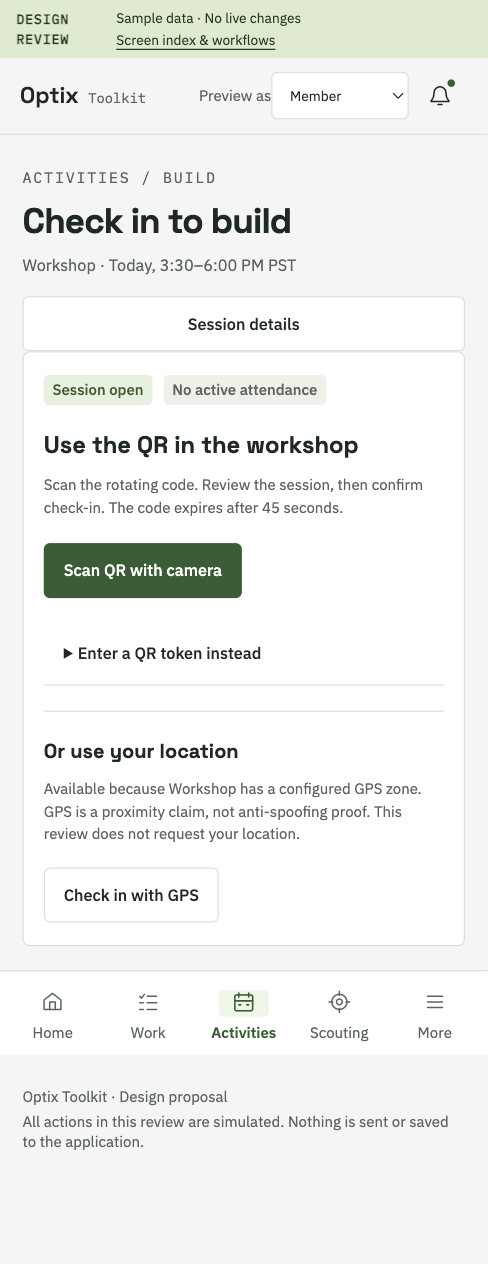 DESIGN REVIEW
Sample data · No live changes
Screen index & workflows
Optix Toolkit
Preview as
Member
ACTIVITIES / BUILD
Check in to build
Workshop · Today, 3:30–6:00 PM PST
Session details
Session open
No active attendance
Use the QR in the workshop
Scan the rotating code. Review the session, then confirm
check-in. The code expires after 45 seconds.
Scan QR with camera
Enter a QR token instead
Or use your location
Available because Workshop has a configured GPS zone.
GPS is a proximity claim, not anti-spoofing proof. This
review does not request your location.
Check in with GPS
Home
Work
Activities
Scouting
More
Optix Toolkit · Design proposal
All actions in this review are simulated. Nothing is sent or saved
to the application.